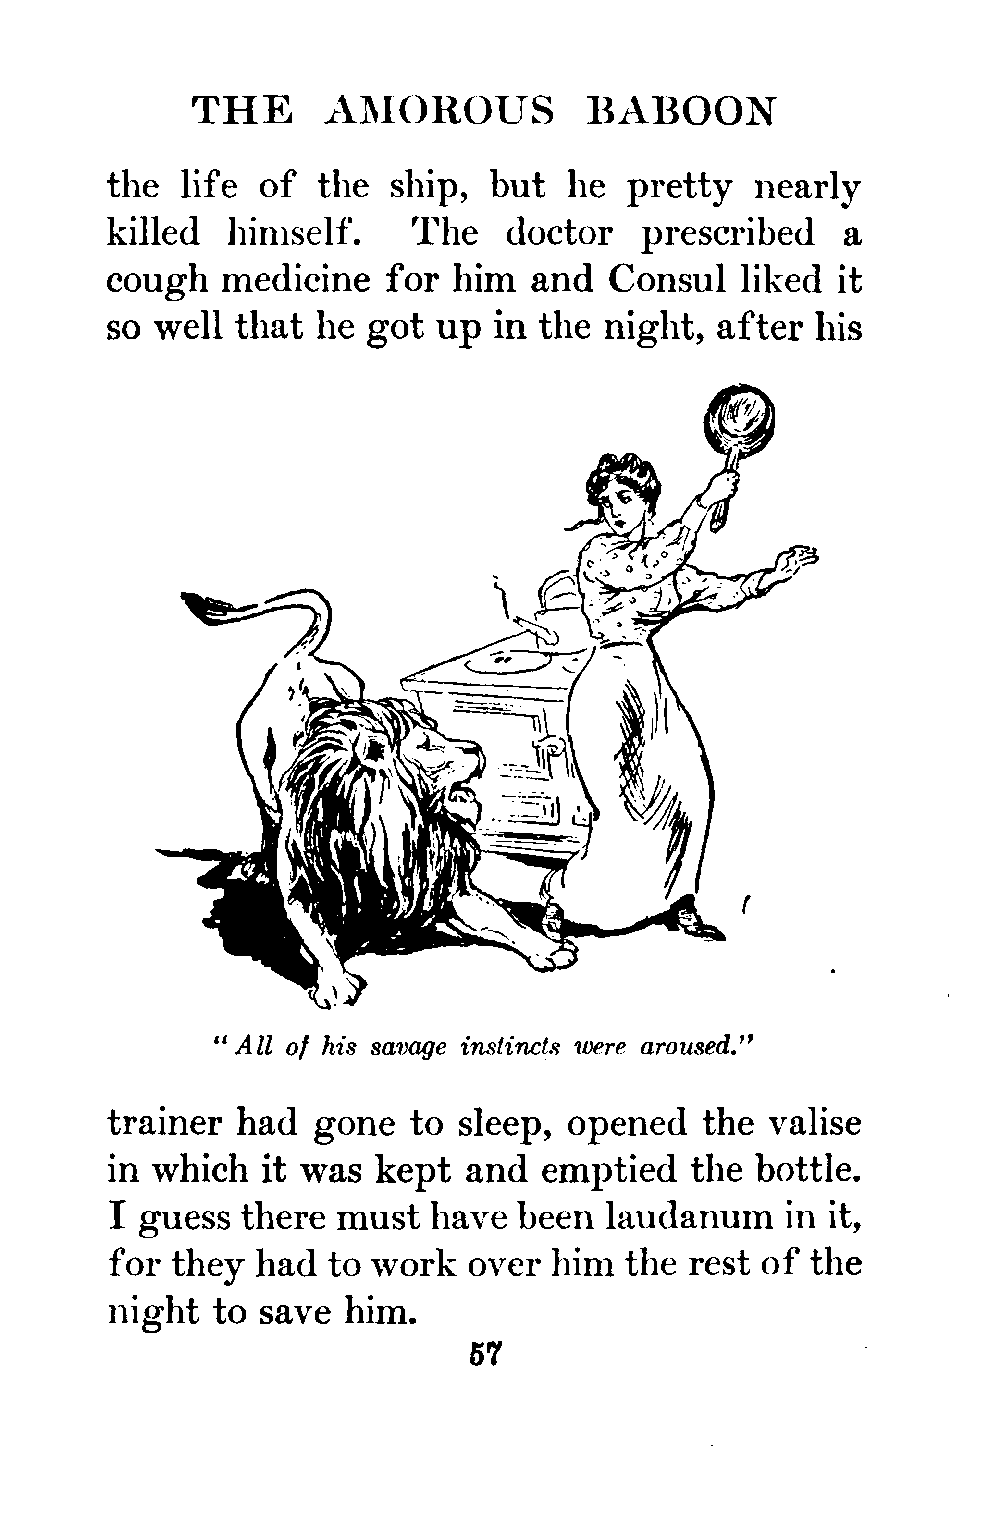 THE AMOROUS BABOON
the life of the ship, but he pretty nearly
killed himself. The doctor prescribed a
cough medicine for him and Consul liked it
so well that he got up in the night, after his
"All of his savage instincts were aroused."
trainer had gone to sleep, opened the valise
in which it was kept and emptied the bottle.
I guess there must have been laudanum in it,
for they had to work over him the rest of the
night to save him.
57